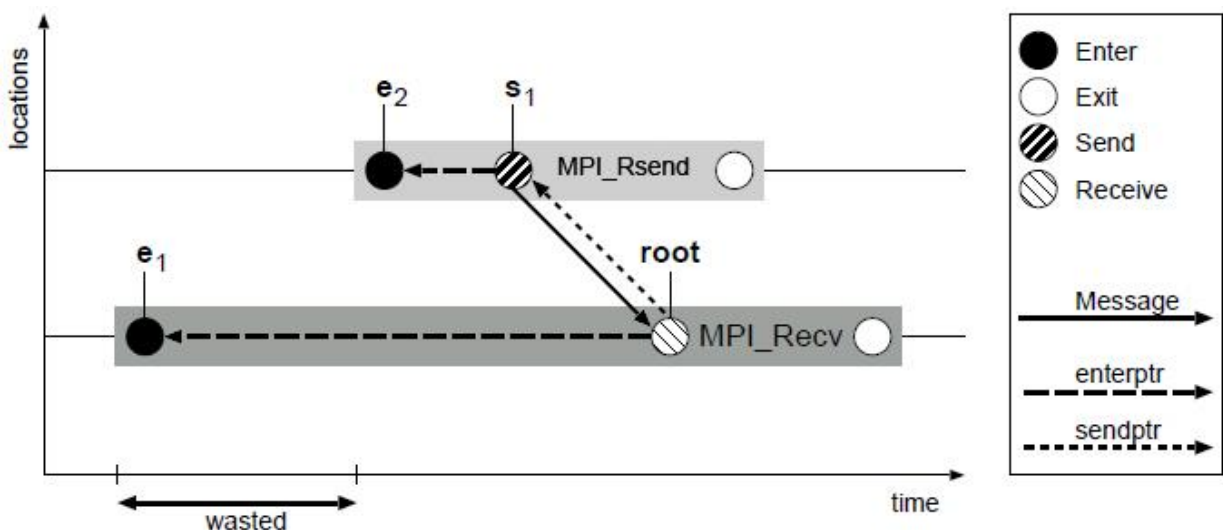 locations
e2
s1
MPI_Rsend
e1
root
MPI_Recv
wasted
time
Enter
Exit
Send
Receive
Message
enterptr
sendptr